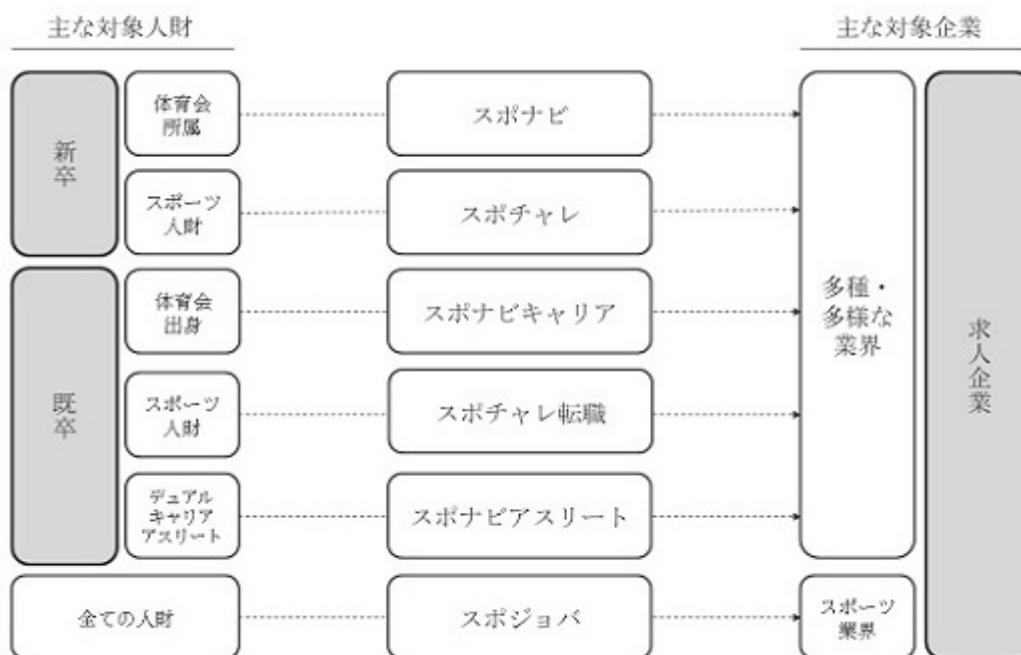 主な対象人財
主な対象企業
新卒
体育会
所属
スポナビ
スポーツ
人財
スポチャレ
既卒
体育会
出身
スポナビキャリア
スポーツ
人財
スポチャレ転職
デュアル
キャリア
アスリート
スポナビアスリート
多種・
多様な
業界
求人企業
全ての人財
スポジョバ
スポーツ
業界